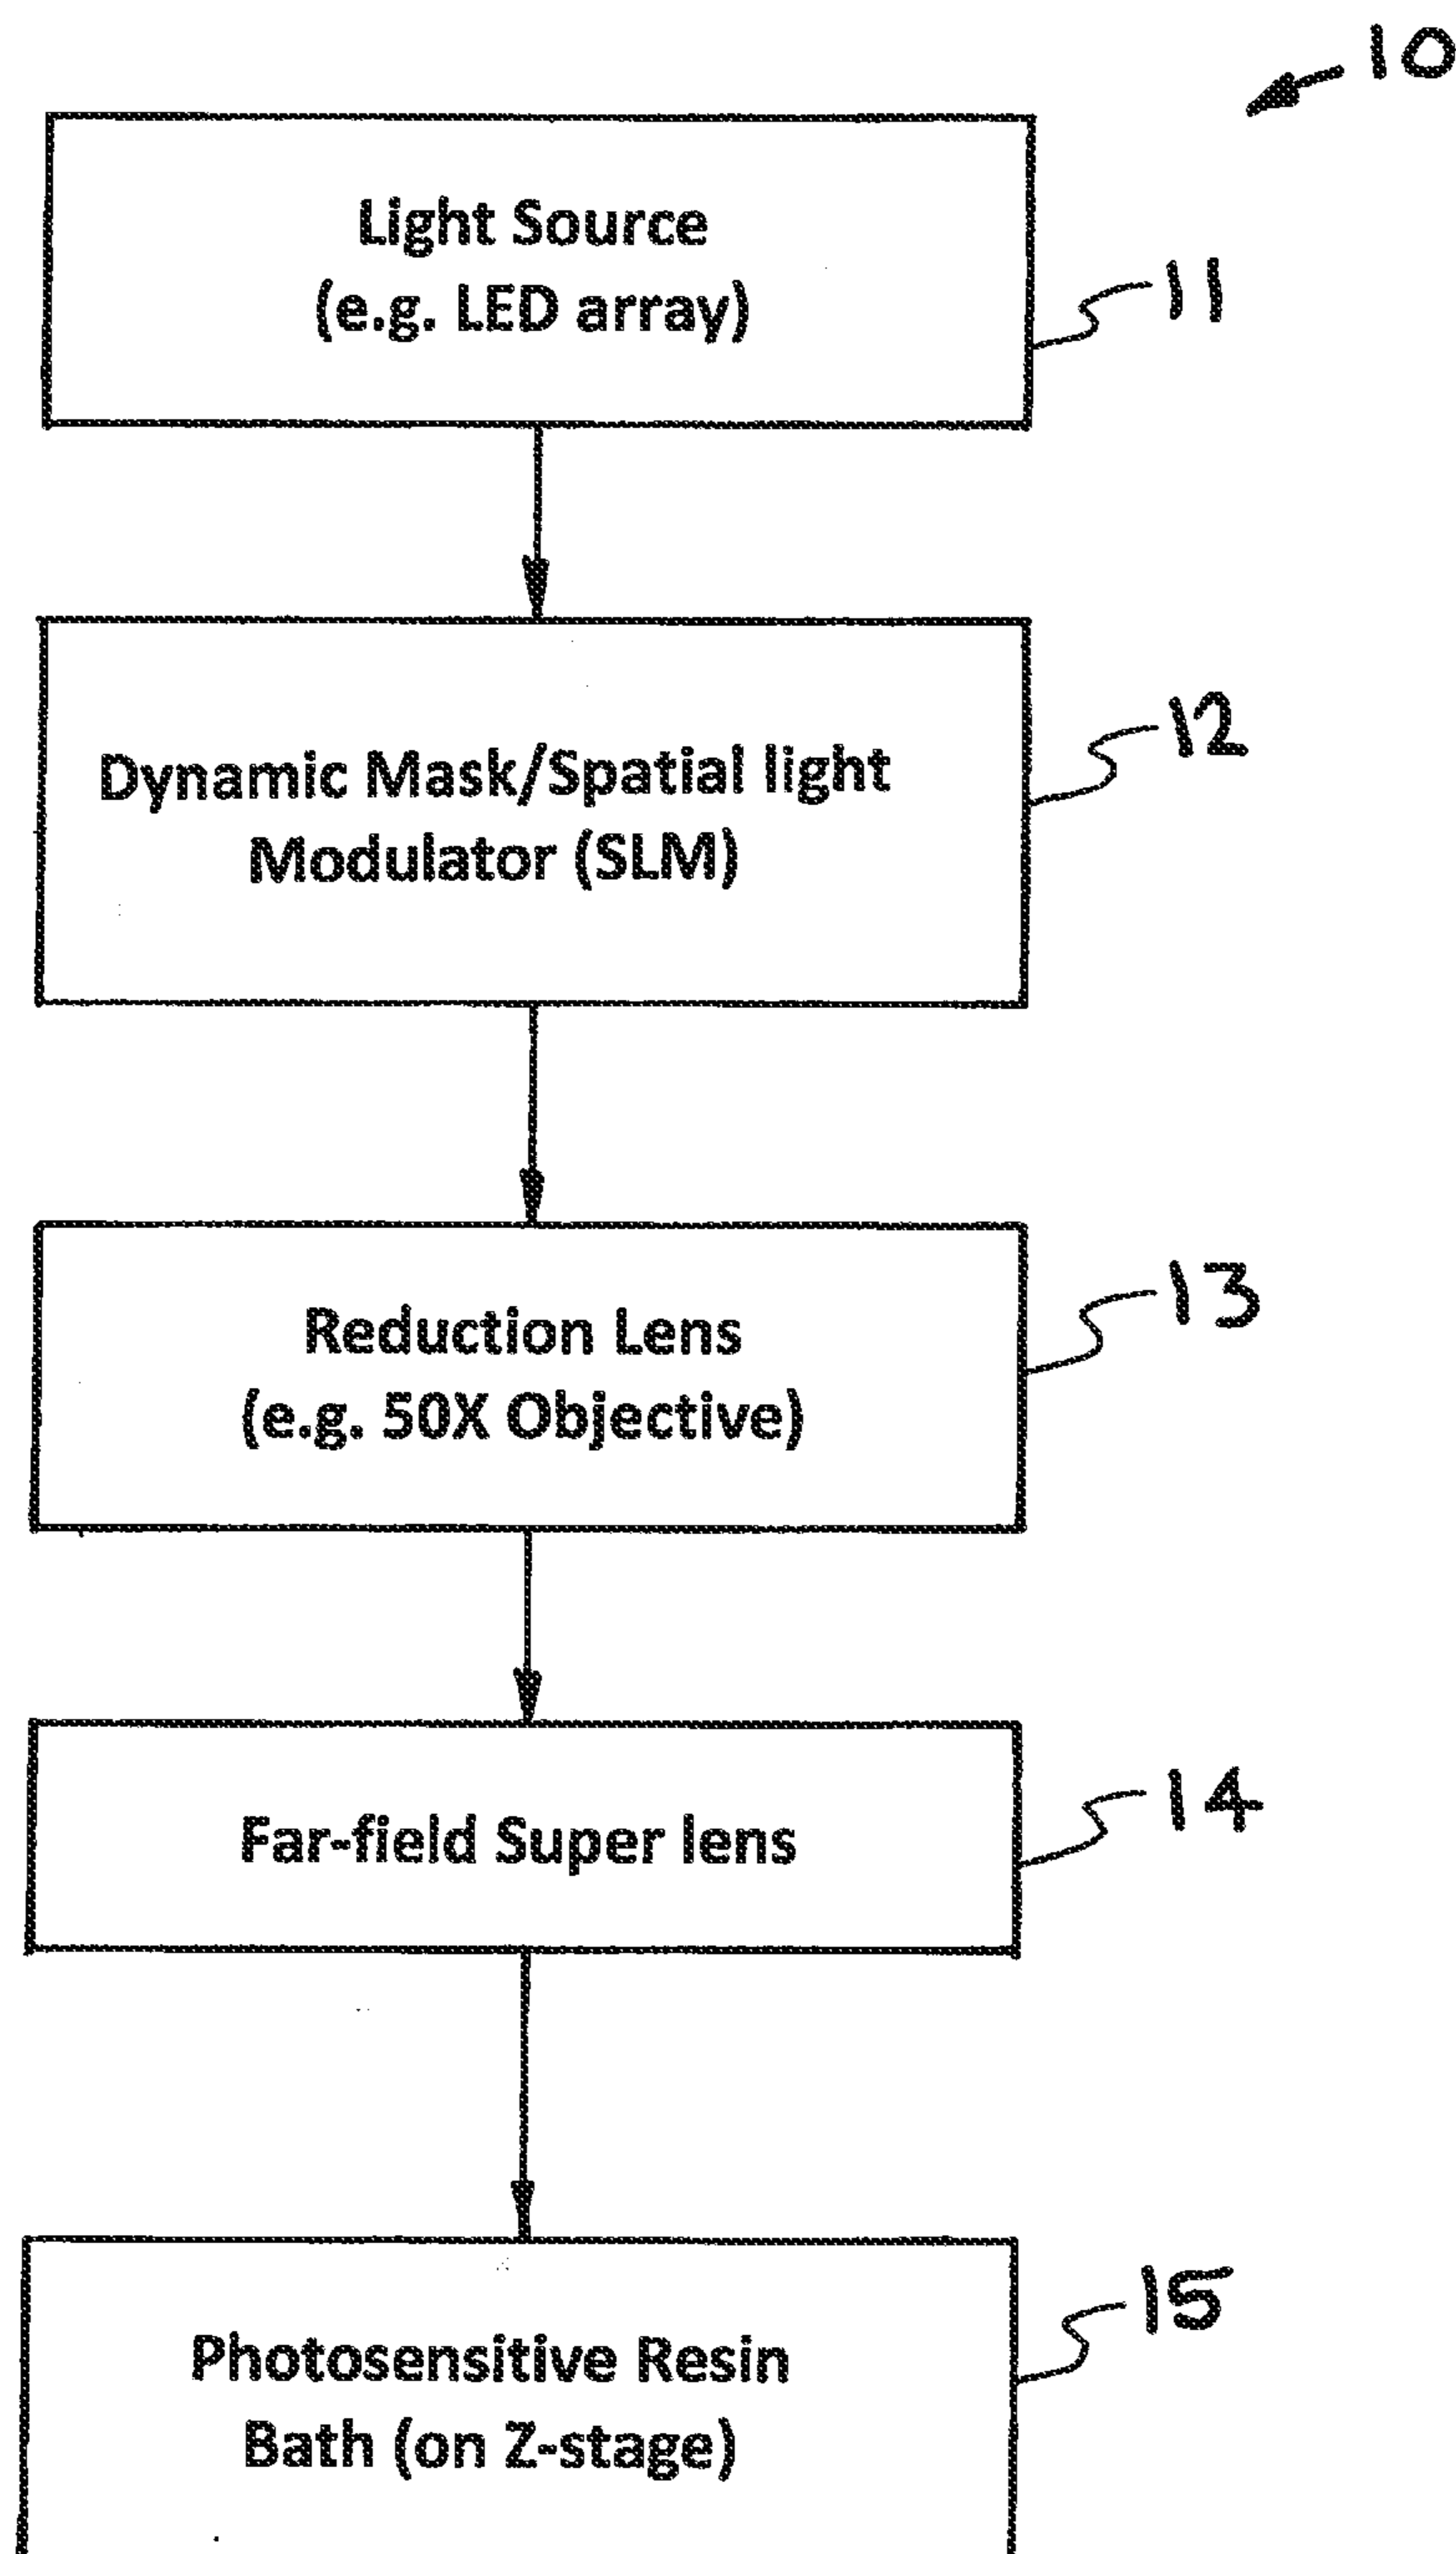 10
Light Source
(e.g. LED array)
11
Dynamic Mask/Spatial light
Modulator (SLM)
12
Reduction Lens
(e.g. 50X Objective)
13
Far-field Super lens
14
Photosensitive Resin
Bath (on Z-stage)
15